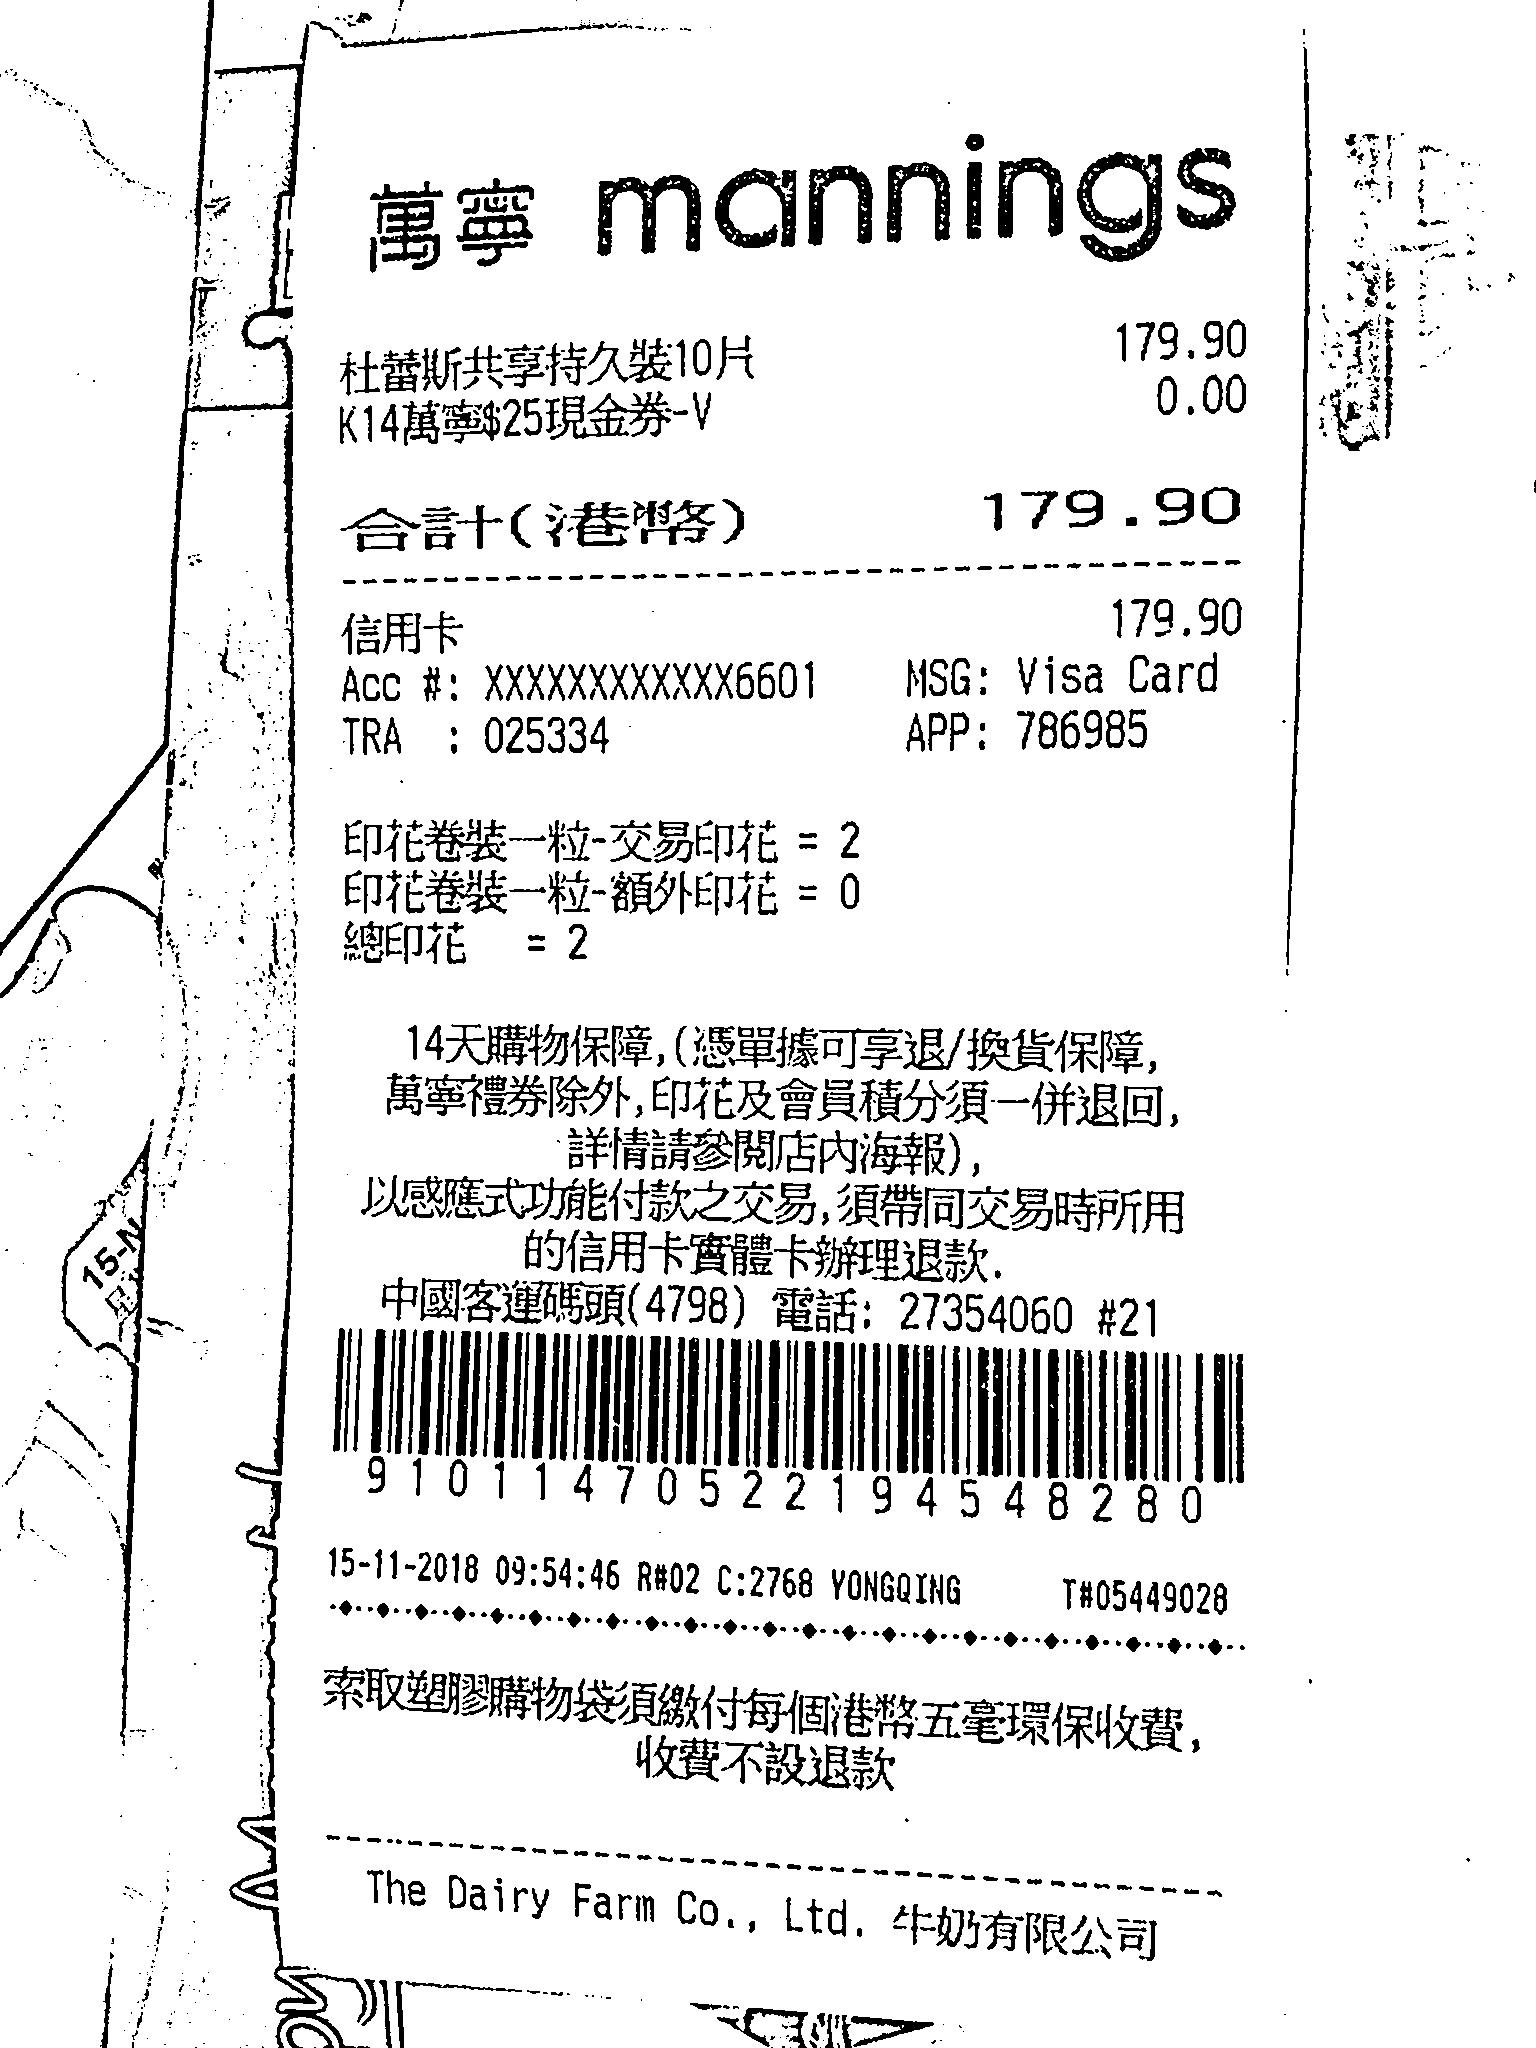 萬寧 mannings
杜蕾斯共享持久裝10片 179.90
K14萬寧$25現金券-V 0.00
合計(港幣) 179.90
信用卡 179.90
Acc #: XXXXXXXXXXXX6601 MSG: Visa Card
TRA : 025334 APP: 786985
印花卷裝一粒-交易印花 = 2
印花卷裝一粒-額外印花 = 0
總印花 = 2
14天購物保障,(憑單據可享退/換貨保障,
萬寧禮券除外,印花及會員積分須一併退回,
詳情請參閱店內海報),
以感應式功能付款之交易,須帶同交易時所用
的信用卡實體卡辦理退款.
中國客運碼頭(4798) 電話: 27354060 #21
91011470522194548280
15-11-2018 09:54:46 R#02 C:2768 YONGQING T#05449028
索取塑膠購物袋須繳付每個港幣五毫環保收費,
收費不設退款
The Dairy Farm Co., Ltd. 牛奶有限公司
15-N